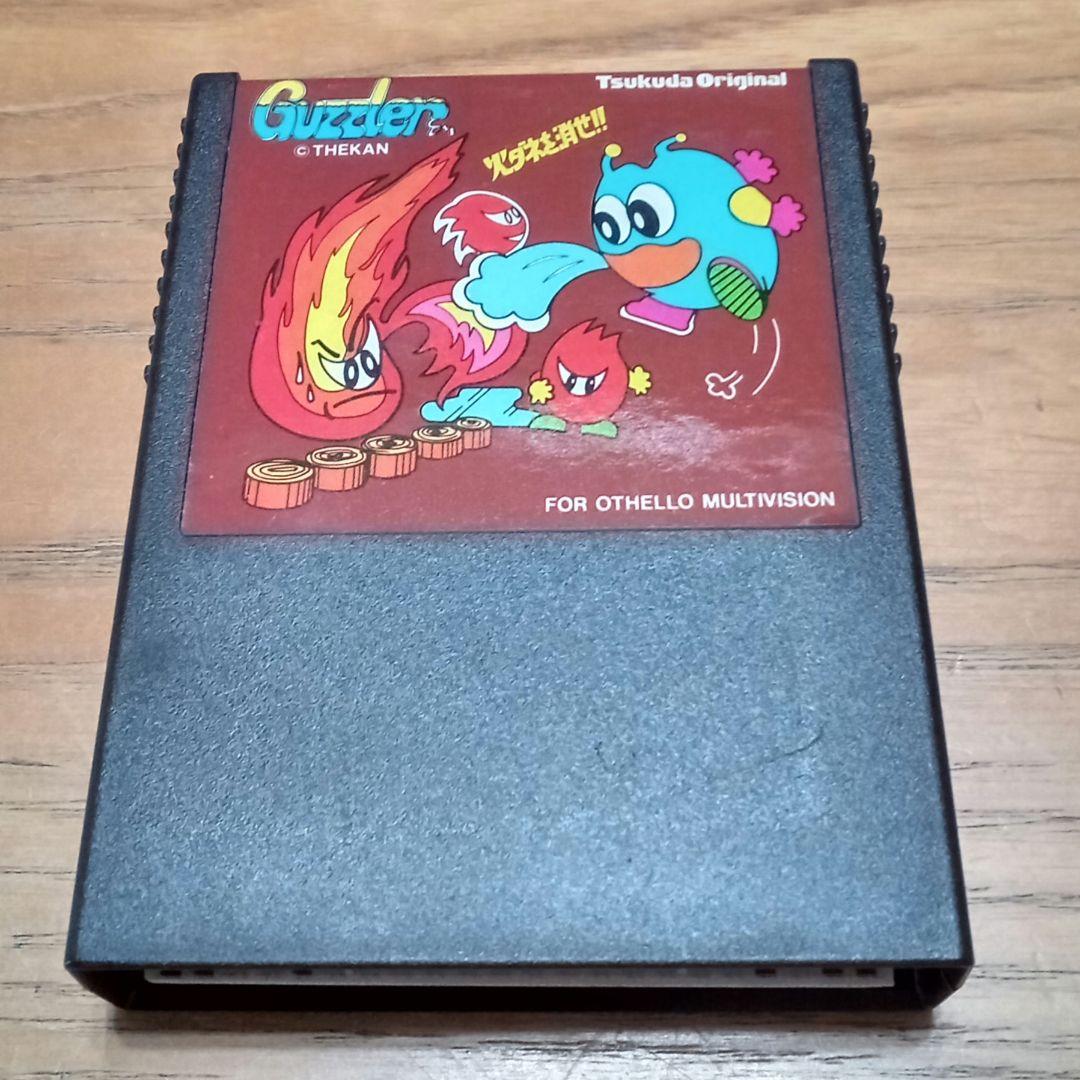 Guzzler
Tsukuda Original
© THEKAN
火ダネを消せ!!
FOR OTHELLO MULTIVISION